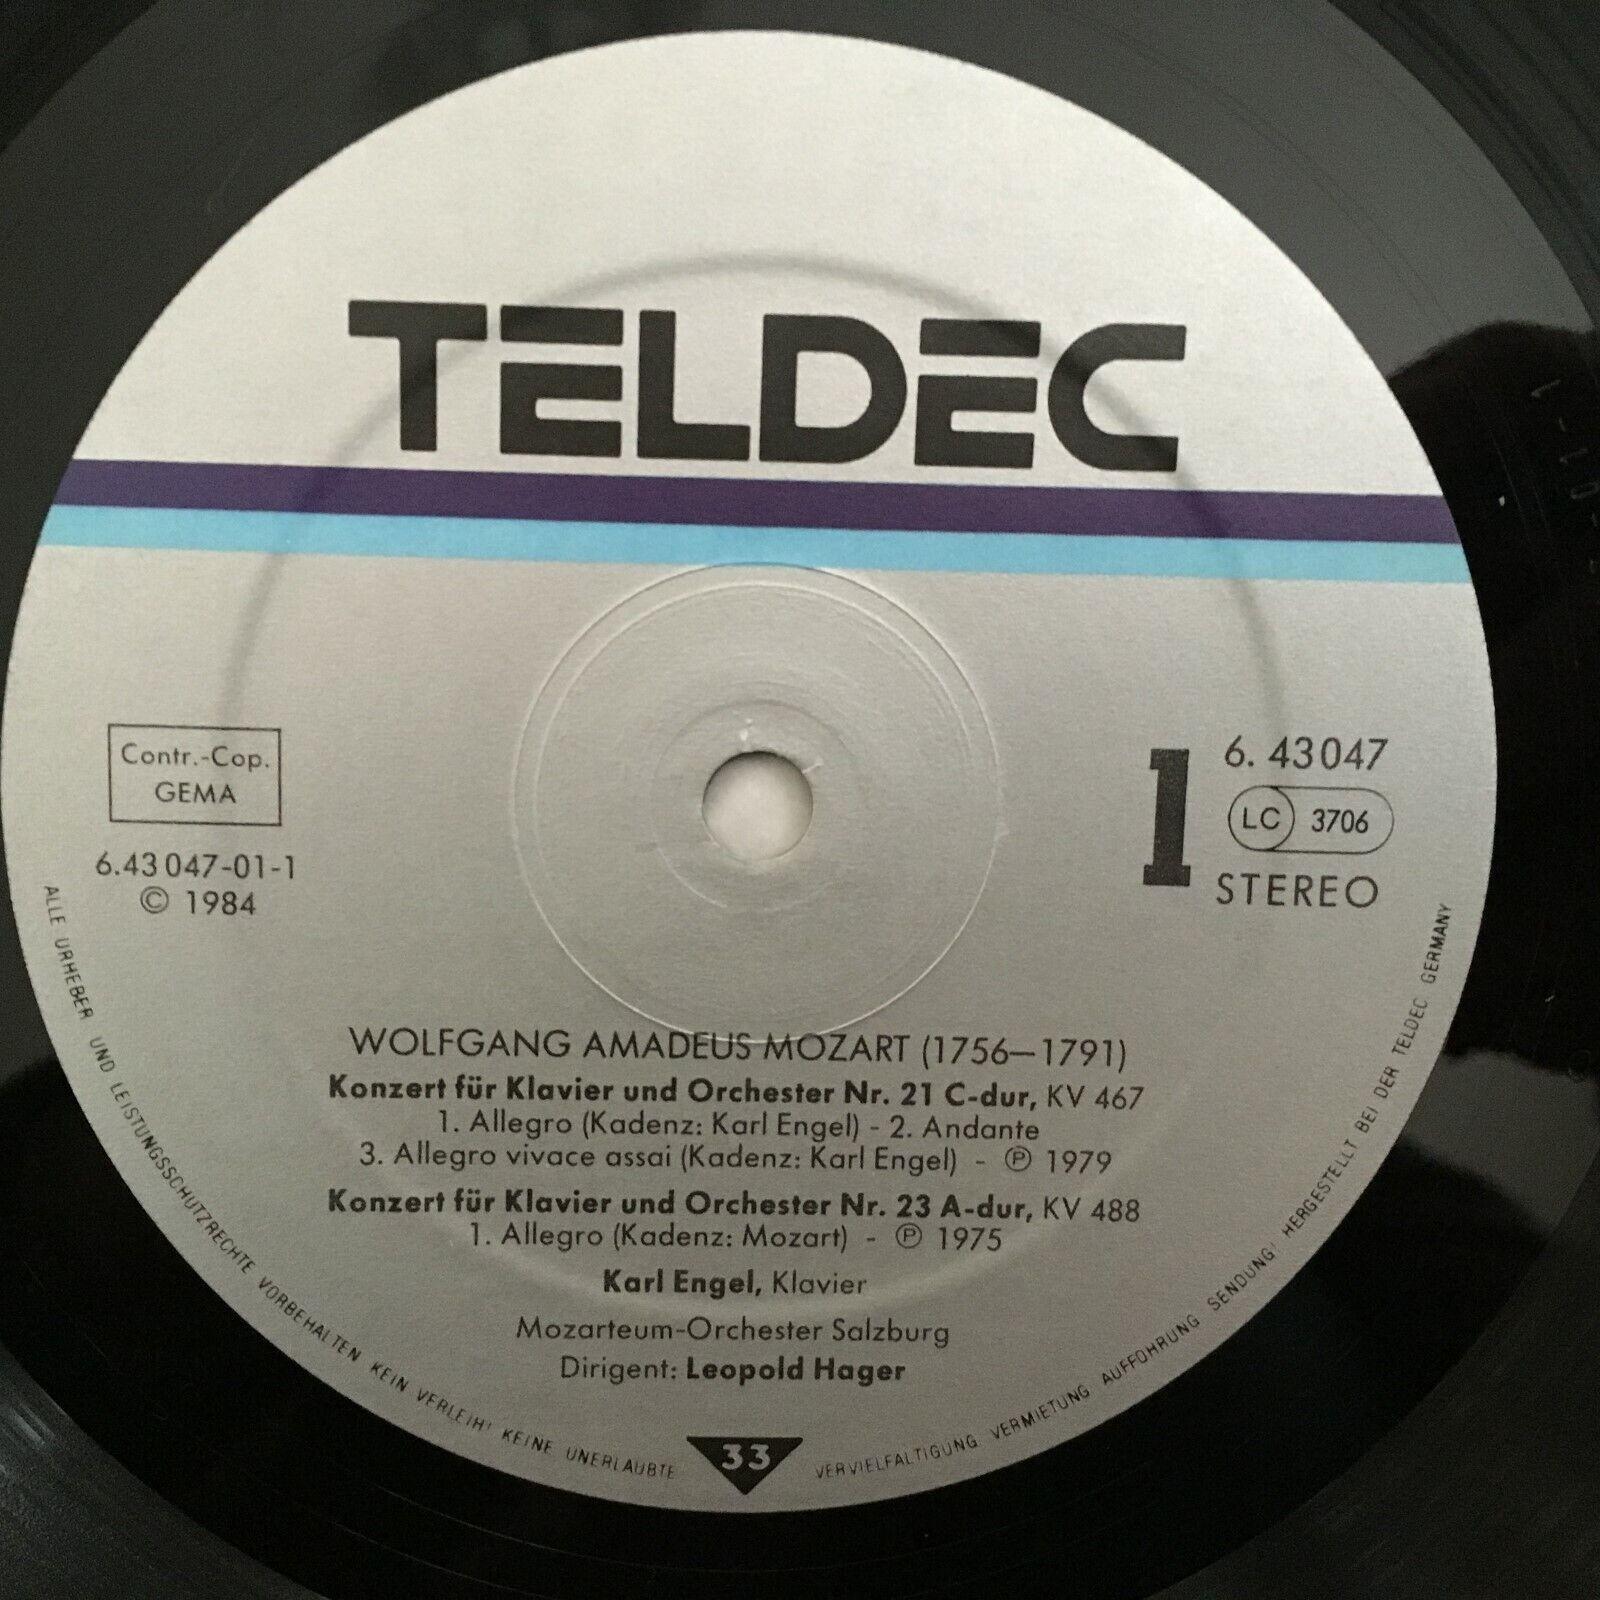 TELDEC
Contr.-Cop.
GEMA
6.43 047-01-1
© 1984
1
6. 43 047
LC 3706
STEREO
WOLFGANG AMADEUS MOZART (1756–1791)
Konzert für Klavier und Orchester Nr. 21 C-dur, KV 467
1. Allegro (Kadenz: Karl Engel) - 2. Andante
3. Allegro vivace assai (Kadenz: Karl Engel) - ℗ 1979
Konzert für Klavier und Orchester Nr. 23 A-dur, KV 488
1. Allegro (Kadenz: Mozart) - ℗ 1975
Karl Engel, Klavier
Mozarteum-Orchester Salzburg
Dirigent: Leopold Hager
33
ALLE URHEBER UND LEISTUNGSSCHUTZRECHTE VORBEHALTEN KEIN VERLEIH! KEINE UNERLAUBTE VERVIELFALTIGUNG VERMIETUNG AUFFOHRUNG SENDUNG! HERGESTELLT BEI DER TELDEC GERMANY